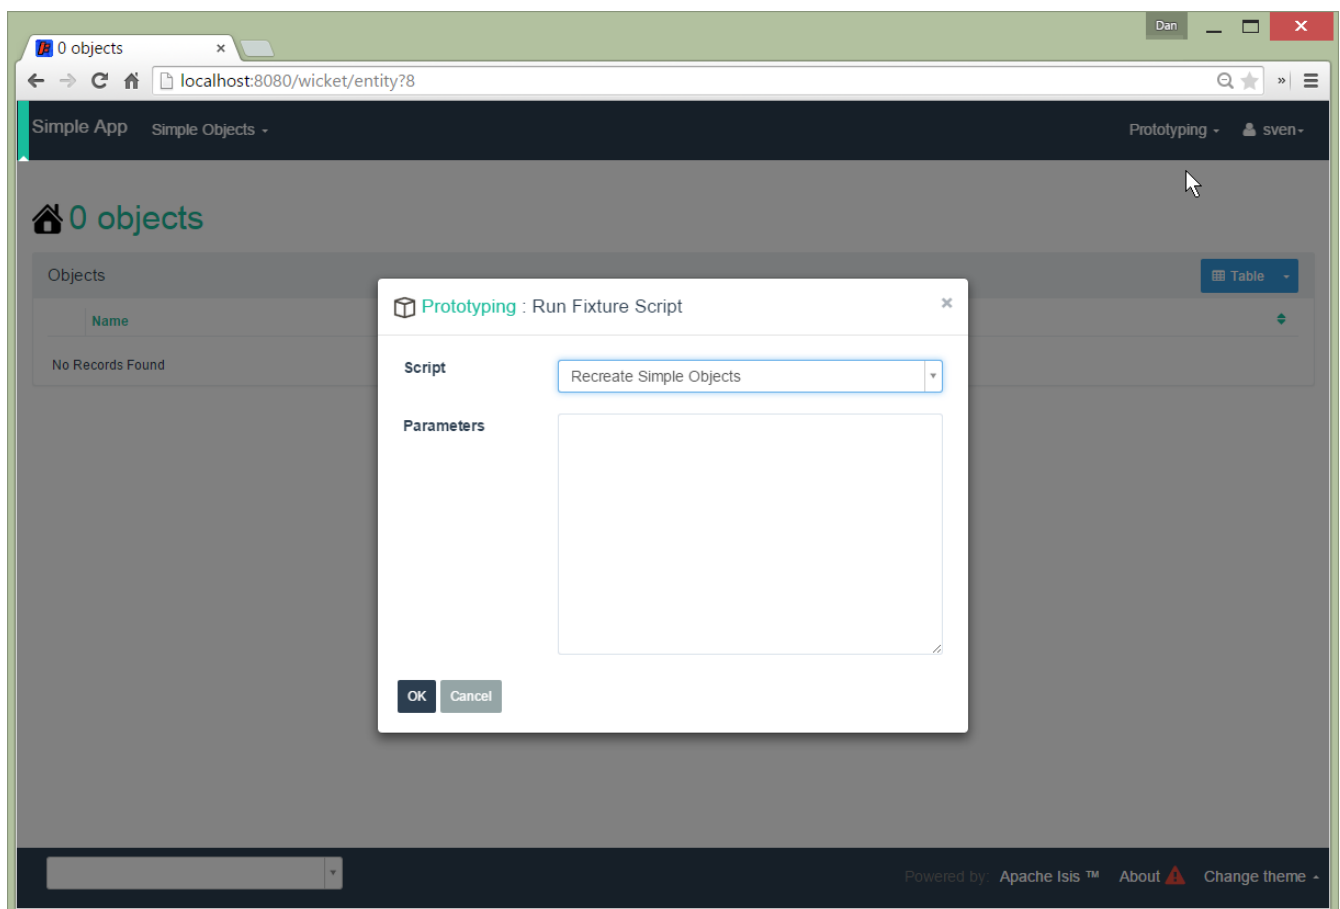 Dan
0 objects
localhost:8080/wicket/entity?8
Simple App Simple Objects Prototyping sven
0 objects
Objects Table
Name
No Records Found
Prototyping : Run Fixture Script
Script Recreate Simple Objects
Parameters
OK Cancel
Powered by: Apache Isis ™ About Change theme